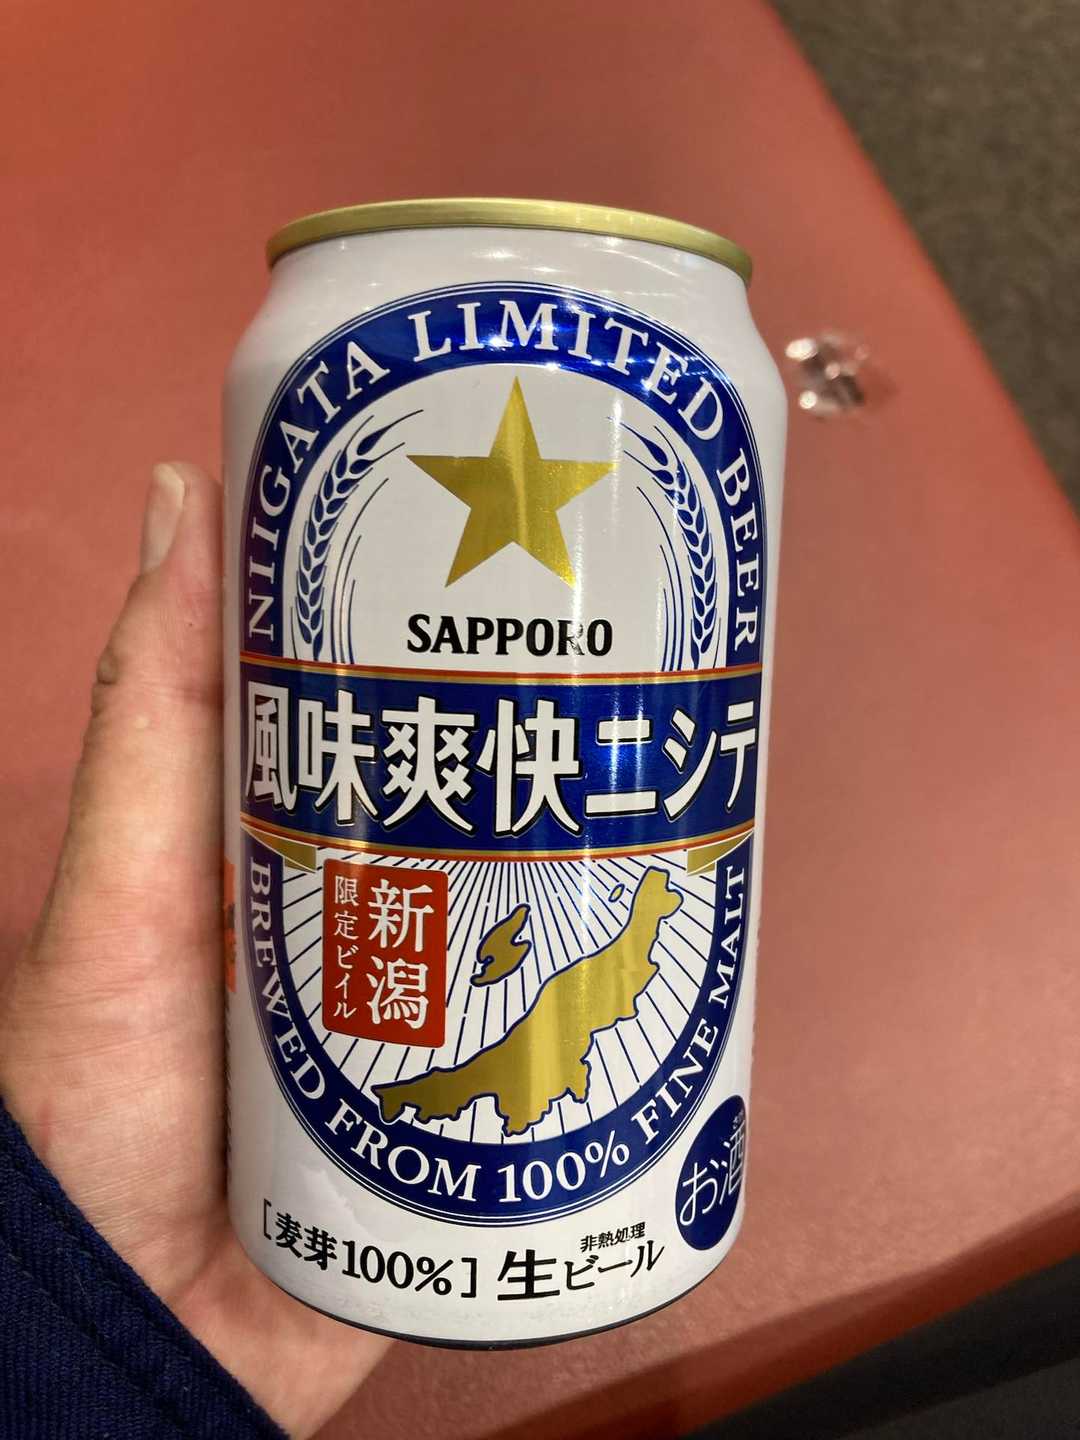 NIIGATA LIMITED BEER
SAPPORO
風味爽快ニシテ
新潟
限定ビイル
BREWED FROM 100% FINE MALT
お酒
[麦芽100%]
非熱処理
生ビール